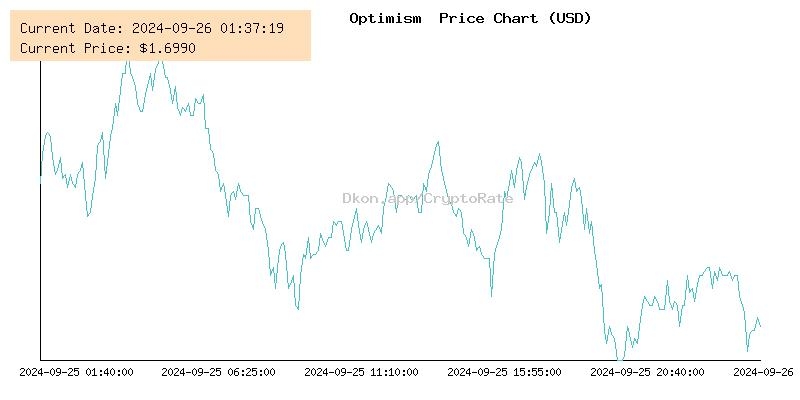 Optimism  Price Chart (USD)
Current Date: 2024-09-26 01:37:19
Current Price: $1.6990
Dkon.app/CryptoRate
2024-09-25 01:40:00 2024-09-25 06:25:00 2024-09-25 11:10:00 2024-09-25 15:55:00 2024-09-25 20:40:00 2024-09-26